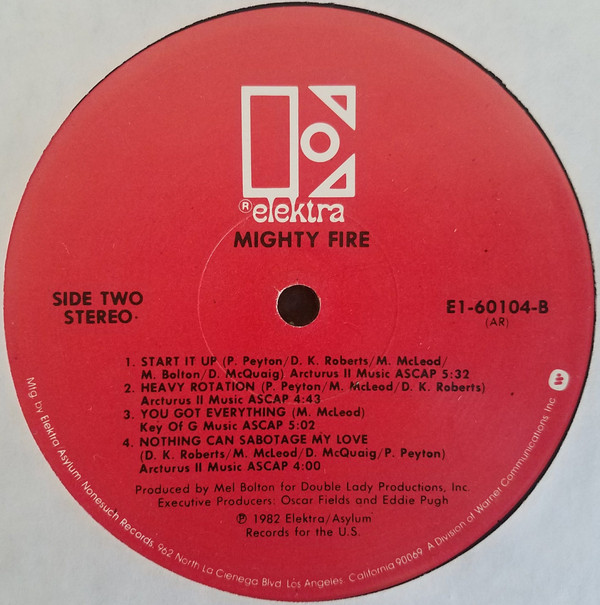 ® elektra
MIGHTY FIRE
SIDE TWO
STEREO
E1-60104-B
(AR)
1. START IT UP (P. Peyton/D. K. Roberts/M. McLeod/
M. Bolton/D. McQuaig) Arcturus II Music ASCAP 5:32
2. HEAVY ROTATION (P. Peyton/M. McLeod/D. K. Roberts)
Arcturus II Music ASCAP 4:43
3. YOU GOT EVERYTHING (M. McLeod)
Key Of G Music ASCAP 5:02
4. NOTHING CAN SABOTAGE MY LOVE
(D. K. Roberts/M. McLeod/D. McQuaig/P. Peyton)
Arcturus II Music ASCAP 4:00
Produced by Mel Bolton for Double Lady Productions, Inc.
Executive Producers: Oscar Fields and Eddie Pugh
℗ 1982 Elektra/Asylum
Records for the U.S.
Mfg. by Elektra/Asylum/Nonesuch Records, 962 North La Cienega Blvd. Los Angeles, California 90069 A Division of Warner Communications Inc.